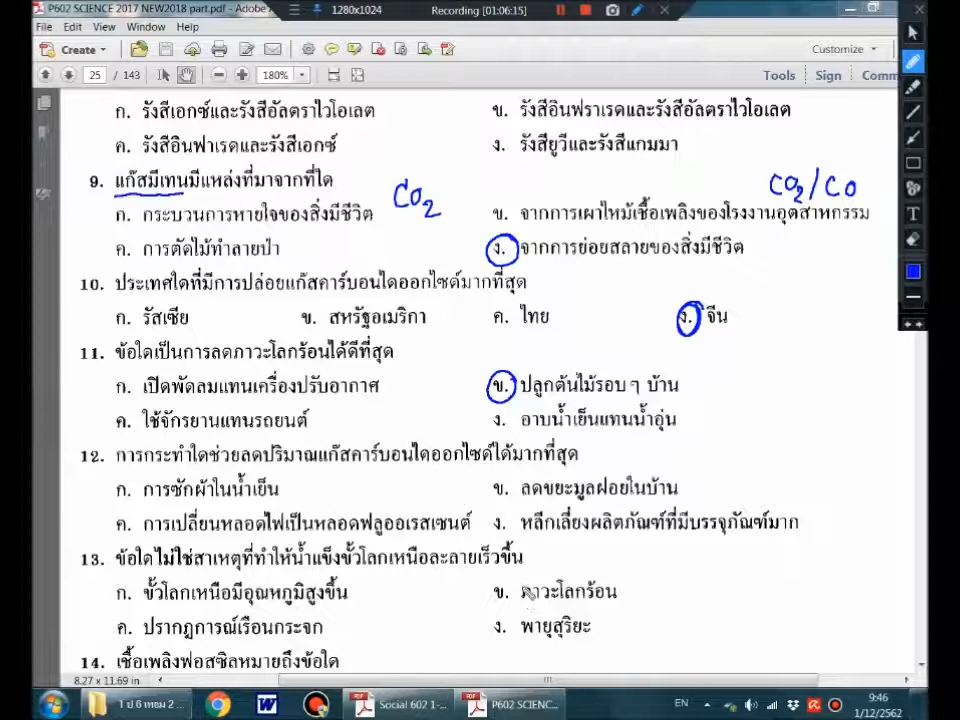 P602 SCIENCE 2017 NEW2018 part.pdf - Adobe
1280x1024
Recording [01:06:15]
File Edit View Window Help
Create
Customize
25 / 143
180%
Tools Sign Comm
ก. รังสีเอกซ์และรังสีอัลตราไวโอเลต ข. รังสีอินฟราเรดและรังสีอัลตราไวโอเลต
ค. รังสีอินฟาเรดและรังสีเอกซ์ ง. รังสียูวีและรังสีแกมมา
9. แก๊สมีเทนมีแหล่งที่มาจากที่ใด
CO2 CO2/CO
ก. กระบวนการหายใจของสิ่งมีชีวิต ข. จากการเผาไหม้เชื้อเพลิงของโรงงานอุตสาหกรรม
ค. การตัดไม้ทำลายป่า ง. จากการย่อยสลายของสิ่งมีชีวิต
10. ประเทศใดที่มีการปล่อยแก๊สคาร์บอนไดออกไซด์มากที่สุด
ก. รัสเซีย ข. สหรัฐอเมริกา ค. ไทย ง. จีน
11. ข้อใดเป็นการลดภาวะโลกร้อนได้ดีที่สุด
ก. เปิดพัดลมแทนเครื่องปรับอากาศ ข. ปลูกต้นไม้รอบ ๆ บ้าน
ค. ใช้จักรยานแทนรถยนต์ ง. อาบน้ำเย็นแทนน้ำอุ่น
12. การกระทำใดช่วยลดปริมาณแก๊สคาร์บอนไดออกไซด์ได้มากที่สุด
ก. การซักผ้าในน้ำเย็น ข. ลดขยะมูลฝอยในบ้าน
ค. การเปลี่ยนหลอดไฟเป็นหลอดฟลูออเรสเซนต์ ง. หลีกเลี่ยงผลิตภัณฑ์ที่มีบรรจุภัณฑ์มาก
13. ข้อใดไม่ใช่สาเหตุที่ทำให้น้ำแข็งขั้วโลกเหนือละลายเร็วขึ้น
ก. ขั้วโลกเหนือมีอุณหภูมิสูงขึ้น ข. ภาวะโลกร้อน
ค. ปรากฏการณ์เรือนกระจก ง. พายุสุริยะ
14. เชื้อเพลิงฟอสซิลหมายถึงข้อใด
8.27 x 11.69 in
1 ป.6 เทอม 2 ...
Social 602 1-...
P602 SCIENC...
EN
9:46
1/12/2562